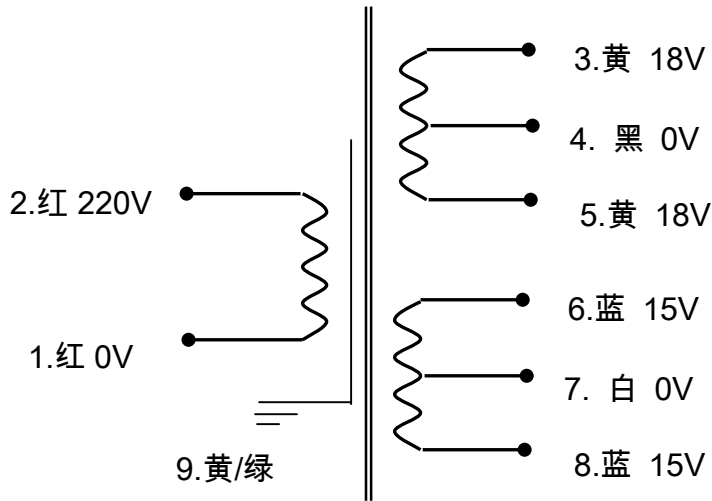 3.黄 18V
4. 黑 0V
2.红 220V
5.黄 18V
6.蓝 15V
1.红 0V
7. 白 0V
9.黄/绿
8.蓝 15V